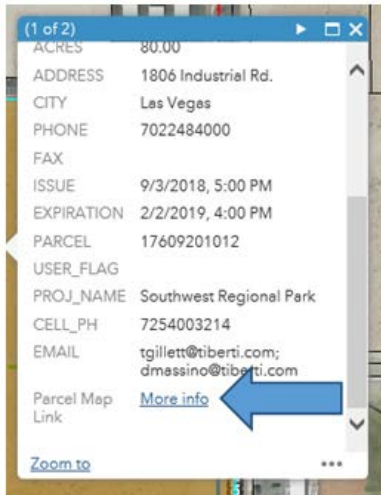 (1 of 2)
ACRES 80.00
ADDRESS 1806 Industrial Rd.
CITY Las Vegas
PHONE 7022484000
FAX
ISSUE 9/3/2018, 5:00 PM
EXPIRATION 2/2/2019, 4:00 PM
PARCEL 17609201012
USER_FLAG
PROJ_NAME Southwest Regional Park
CELL_PH 7254003214
EMAIL tgillett@tiberti.com;
dmassino@tiberti.com
Parcel Map More info
Link
Zoom to